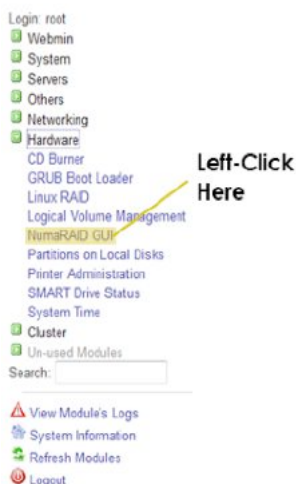 Login: root
Webmin
System
Servers
Others
Networking
Hardware
CD Burner
GRUB Boot Loader
Linux RAID
Logical Volume Management
NumaRAID GUI
Partitions on Local Disks
Printer Administration
SMART Drive Status
System Time
Cluster
Un-used Modules
Search:
View Module's Logs
System Information
Refresh Modules
Logout
Left-Click
Here